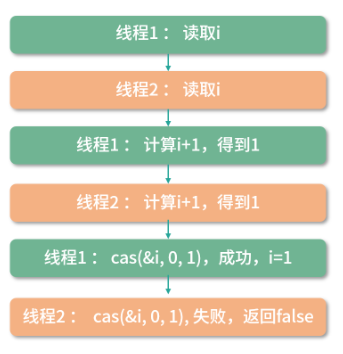 线程1： 读取i
线程2： 读取i
线程1： 计算i+1，得到1
线程2： 计算i+1，得到1
线程1： cas(&i, 0, 1)，成功，i=1
线程2： cas(&i, 0, 1), 失败，返回false